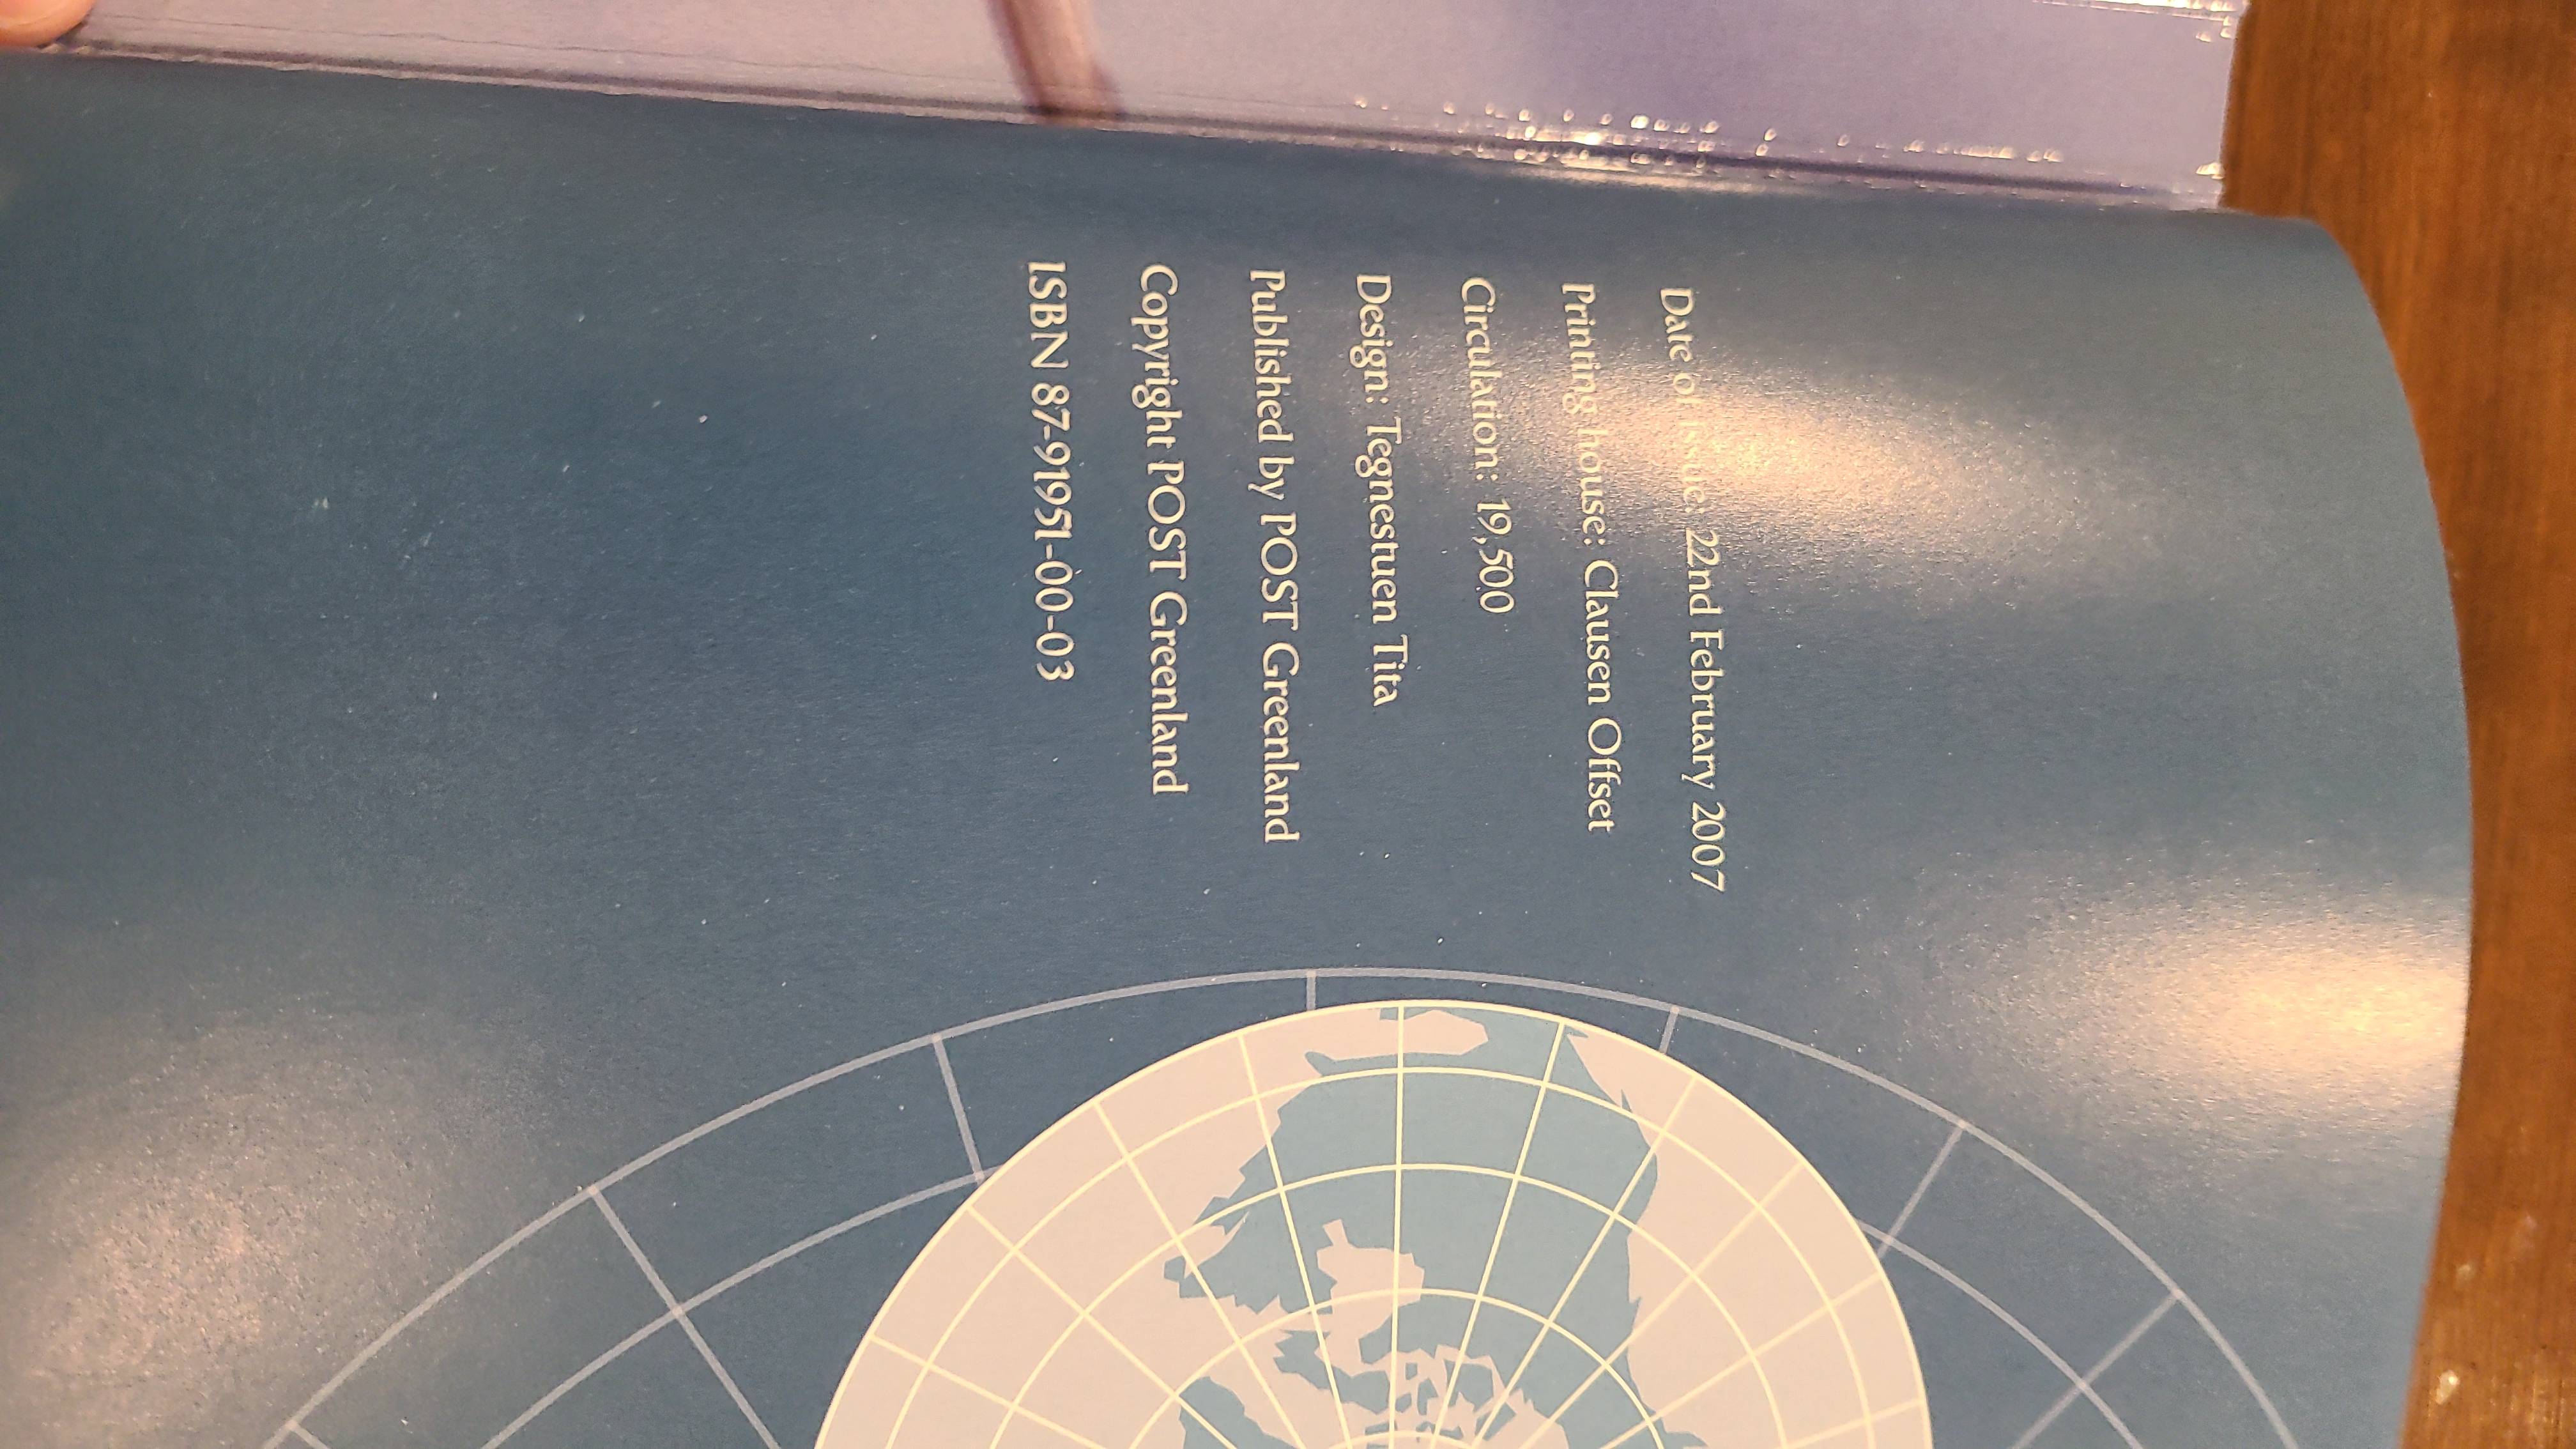 Date of issue: 22nd February 2007
Printing house: Clausen Offset
Circulation: 19,500
Design: Tegnestuen Tita
Published by POST Greenland
Copyright POST Greenland
ISBN 87-91951-00-03